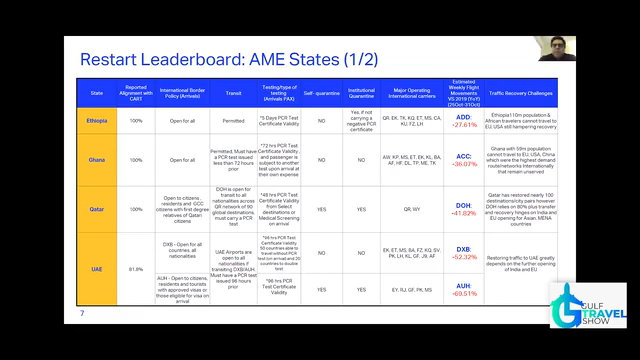 Restart Leaderboard: AME States (1/2)
State
Reported Alignment with CART
International Border Policy (Arrivals)
Transit
Testing/type of testing (Arrivals PAX)
Self- quarantine
Institutional Quarantine
Major Operating International carriers
Estimated Weekly Flight Movements VS 2019 (YoY) (25Oct-31Oct)
Traffic Recovery Challenges
Ethiopia
100%
Open for all
Permitted
*5 Days PCR Test Certificate Validity
NO
Yes, if not carrying a negative PCR certificate
QR, EK, TK, KQ, ET, MS, CA, KU, FZ, LH
ADD: -27.61%
Ethiopia110m population & African travelers cannot travel to EU, USA still hampering recovery
Ghana
100%
Open for all
Permitted, Must have a PCR test issued less than 72 hours prior
*72 hrs PCR Test Certificate Validity, and passenger is subject to another test upon arrival at their own expense
NO
NO
AW, KP, MS, ET, EK, KL, BA, AF, HF, DL, TP, ME, TK
ACC: -36.07%
Ghana with 59m population cannot travel to EU, USA, China which were the highest demand route/networks Internationally that remain unserved
Qatar
100%
Open to citizens , residents and GCC citizens with first degree relatives of Qatari citizens
DOH is open for transit to all nationalities across QR network of 90 global destinations, must carry a PCR test
*48 hrs PCR Test Certificate Validity from Select destinations or Medical Screening on arrival
YES
YES
QR, WY
DOH: -41.82%
Qatar has restored nearly 100 destinations/city pairs however DOH relies on 80% plus transfer and recovery hinges on India and EU opening for Asian, MENA countries
UAE
81.8%
DXB - Open for all countries; all nationalities
AUH - Open to citizens, residents and tourists with approved visas or those eligible for visa on arrival
UAE Airports are open to all nationalities if transiting DXB/AUH. Must have a PCR test issued 96 hours prior
*96 hrs PCR Test Certificate Validity
*96 hrs PCR Test Certificate Validity
NO
NO
YES
YES
EK, ET, MS, BA, FZ, KQ, SV, PK, LH, KL, GF, J9, AF
EY, RJ, GF, PK, MS
DXB: -52.32%
AUH: -69.51%
Restoring traffic to UAE greatly depends on the further opening of India and EU
7
GULF
TRAVEL
SHOW